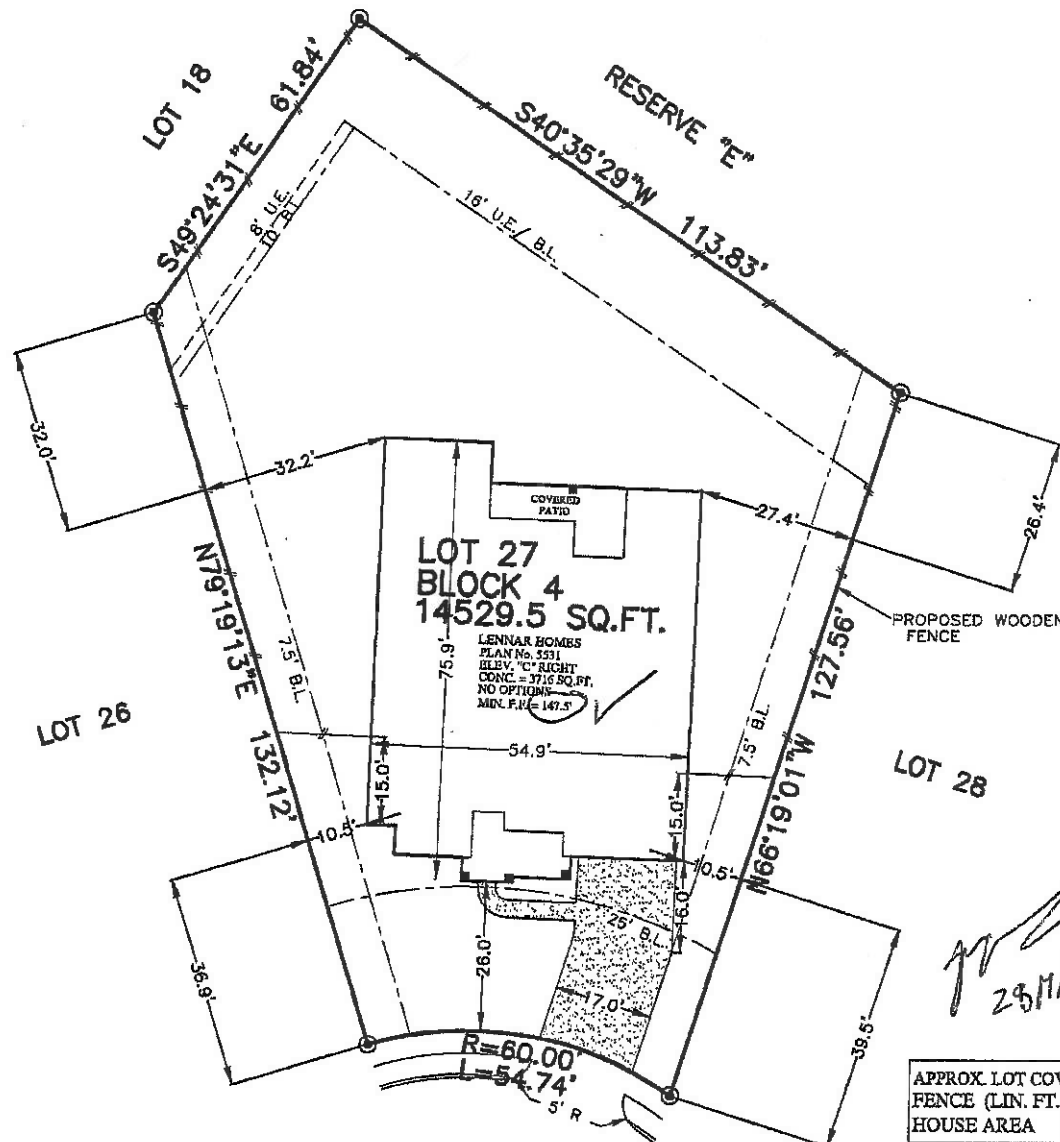 LOT 18
S49°24'31"E 61.84'
RESERVE "E"
S40°35'29"W 113.83'
8' U.E.
16' U.E./ B.L.
32.0'
32.2'
COVERED
PATIO
27.4'
26.4'
LOT 27
BLOCK 4
14529.5 SQ.FT.
LENNAR HOMES
PLAN No. 5531
ELEV. "C" RIGHT
CONC. = 3716 SQ.FT.
NO OPTIONS
MIN. F.F. = 147.5'
75.9'
PROPOSED WOODEN
FENCE
N79°19'13"E 132.12'
7.5' B.L.
N66°19'01"W 127.56'
7.5' B.L.
LOT 26
LOT 28
54.9'
15.0'
15.0'
10.5'
0.5'
16.0'
25' B.L.
26.0'
17.0'
36.9'
39.5'
R=60.00'
L=54.74'
5' R
28
APPROX. LOT COV
FENCE (LIN. FT.
HOUSE AREA